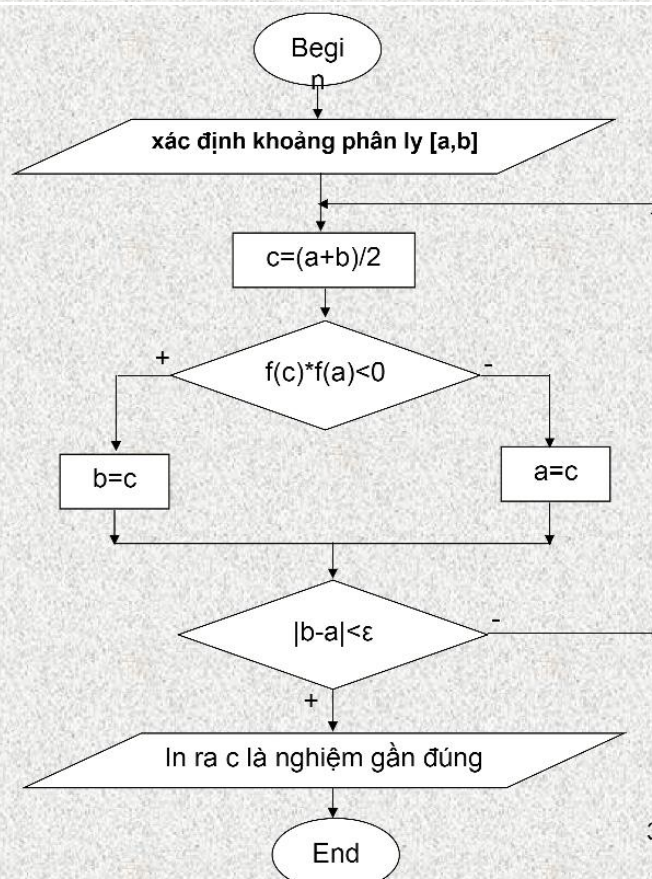 Begi
n
xác định khoảng phân ly [a,b]
c=(a+b)/2
+
f(c)*f(a)<0
-
b=c
a=c
|b-a|<ε
-
+
In ra c là nghiệm gần đúng
End
3